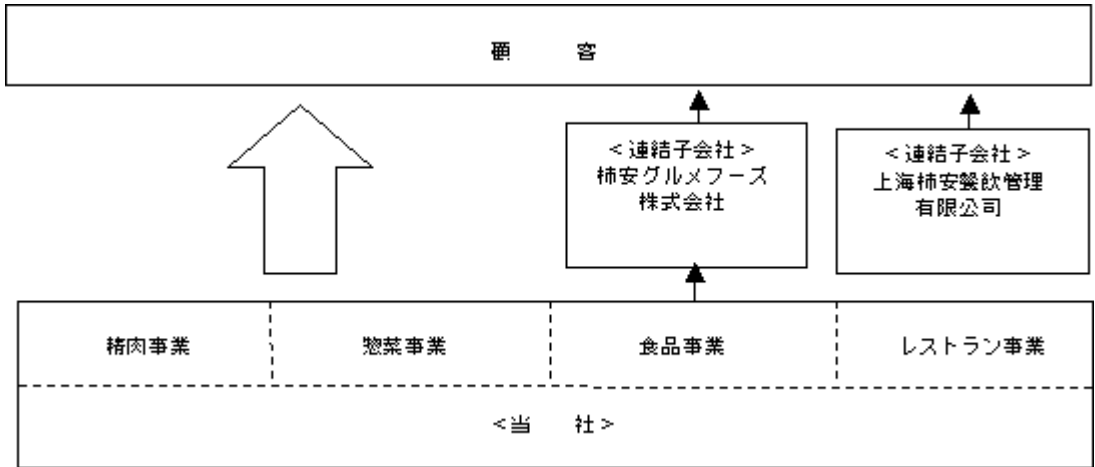 顧 客
<連結子会社>
柿安グルメフーズ
株式会社
<連結子会社>
上海柿安餐飲管理
有限公司
精肉事業
惣菜事業
食品事業
レストラン事業
<当 社>